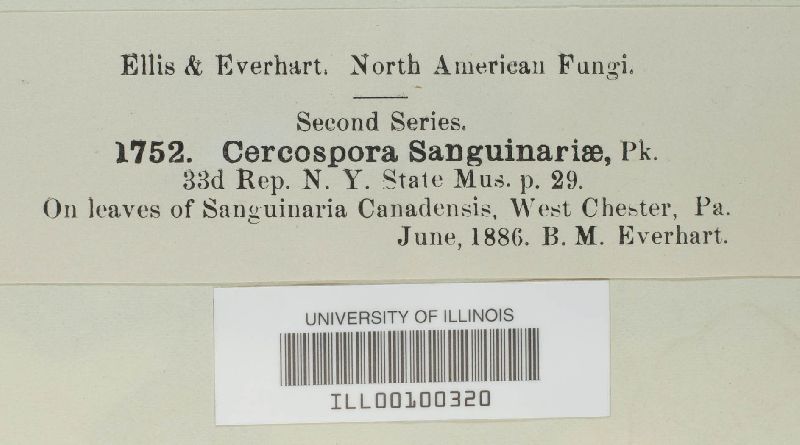 Ellis & Everhart. North American Fungi.
Second Series.
1752. Cercospora Sanguinariæ, Pk.
33d Rep. N. Y. State Mus. p. 29.
On leaves of Sanguinaria Canadensis, West Chester, Pa.
June, 1886. B. M. Everhart.
UNIVERSITY OF ILLINOIS
ILL00100320